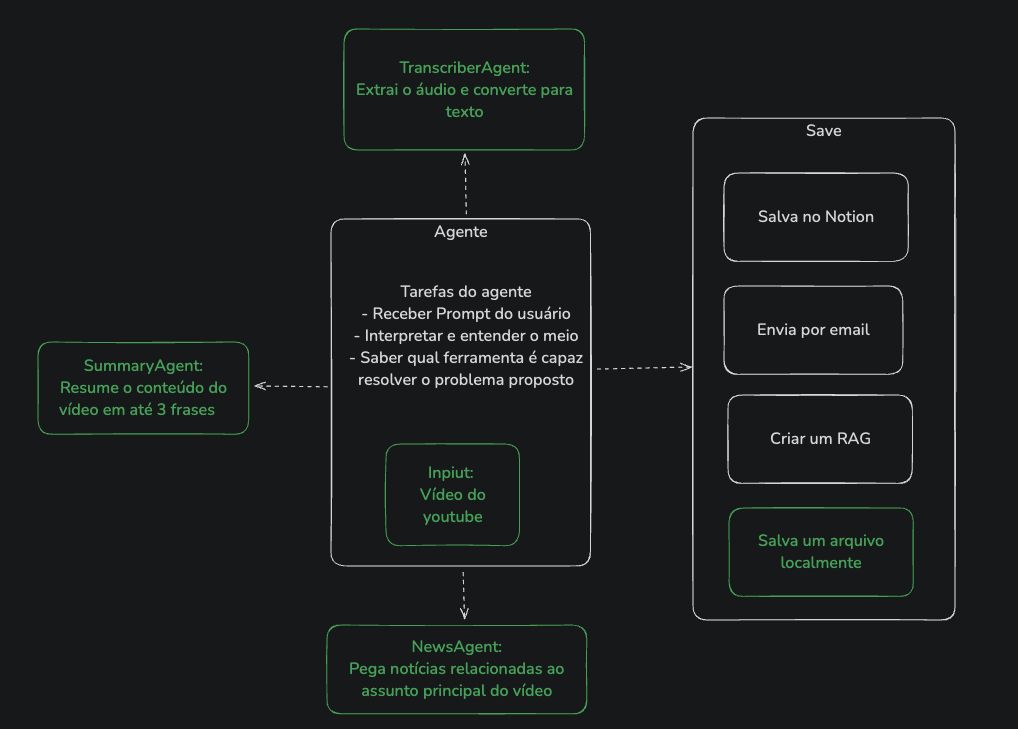 TranscriberAgent:
Extrai o áudio e converte para
texto
Agente
Tarefas do agente
- Receber Prompt do usuário
- Interpretar e entender o meio
- Saber qual ferramenta é capaz
resolver o problema proposto
Inpiut:
Vídeo do
youtube
SummaryAgent:
Resume o conteúdo do
vídeo em até 3 frases
NewsAgent:
Pega notícias relacionadas ao
assunto principal do vídeo
Save
Salva no Notion
Envia por email
Criar um RAG
Salva um arquivo
localmente